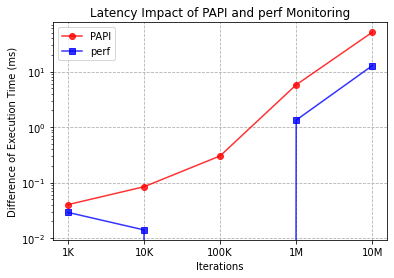 Latency Impact of PAPI and perf Monitoring
PAPI
perf
Difference of Execution Time (ms)
10¹
10⁰
10⁻¹
10⁻²
1K 10K 100K 1M 10M
Iterations